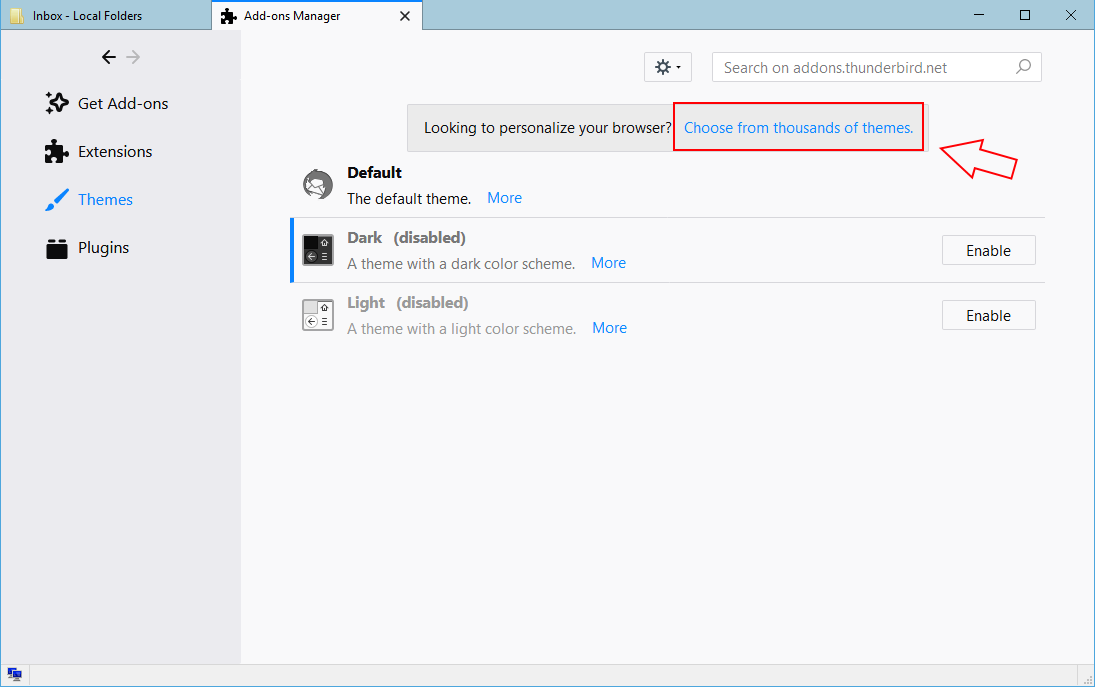 Inbox - Local Folders
Add-ons Manager
Search on addons.thunderbird.net
Get Add-ons
Extensions
Themes
Plugins
Looking to personalize your browser? Choose from thousands of themes.
Default
The default theme. More
Dark (disabled)
A theme with a dark color scheme. More
Enable
Light (disabled)
A theme with a light color scheme. More
Enable